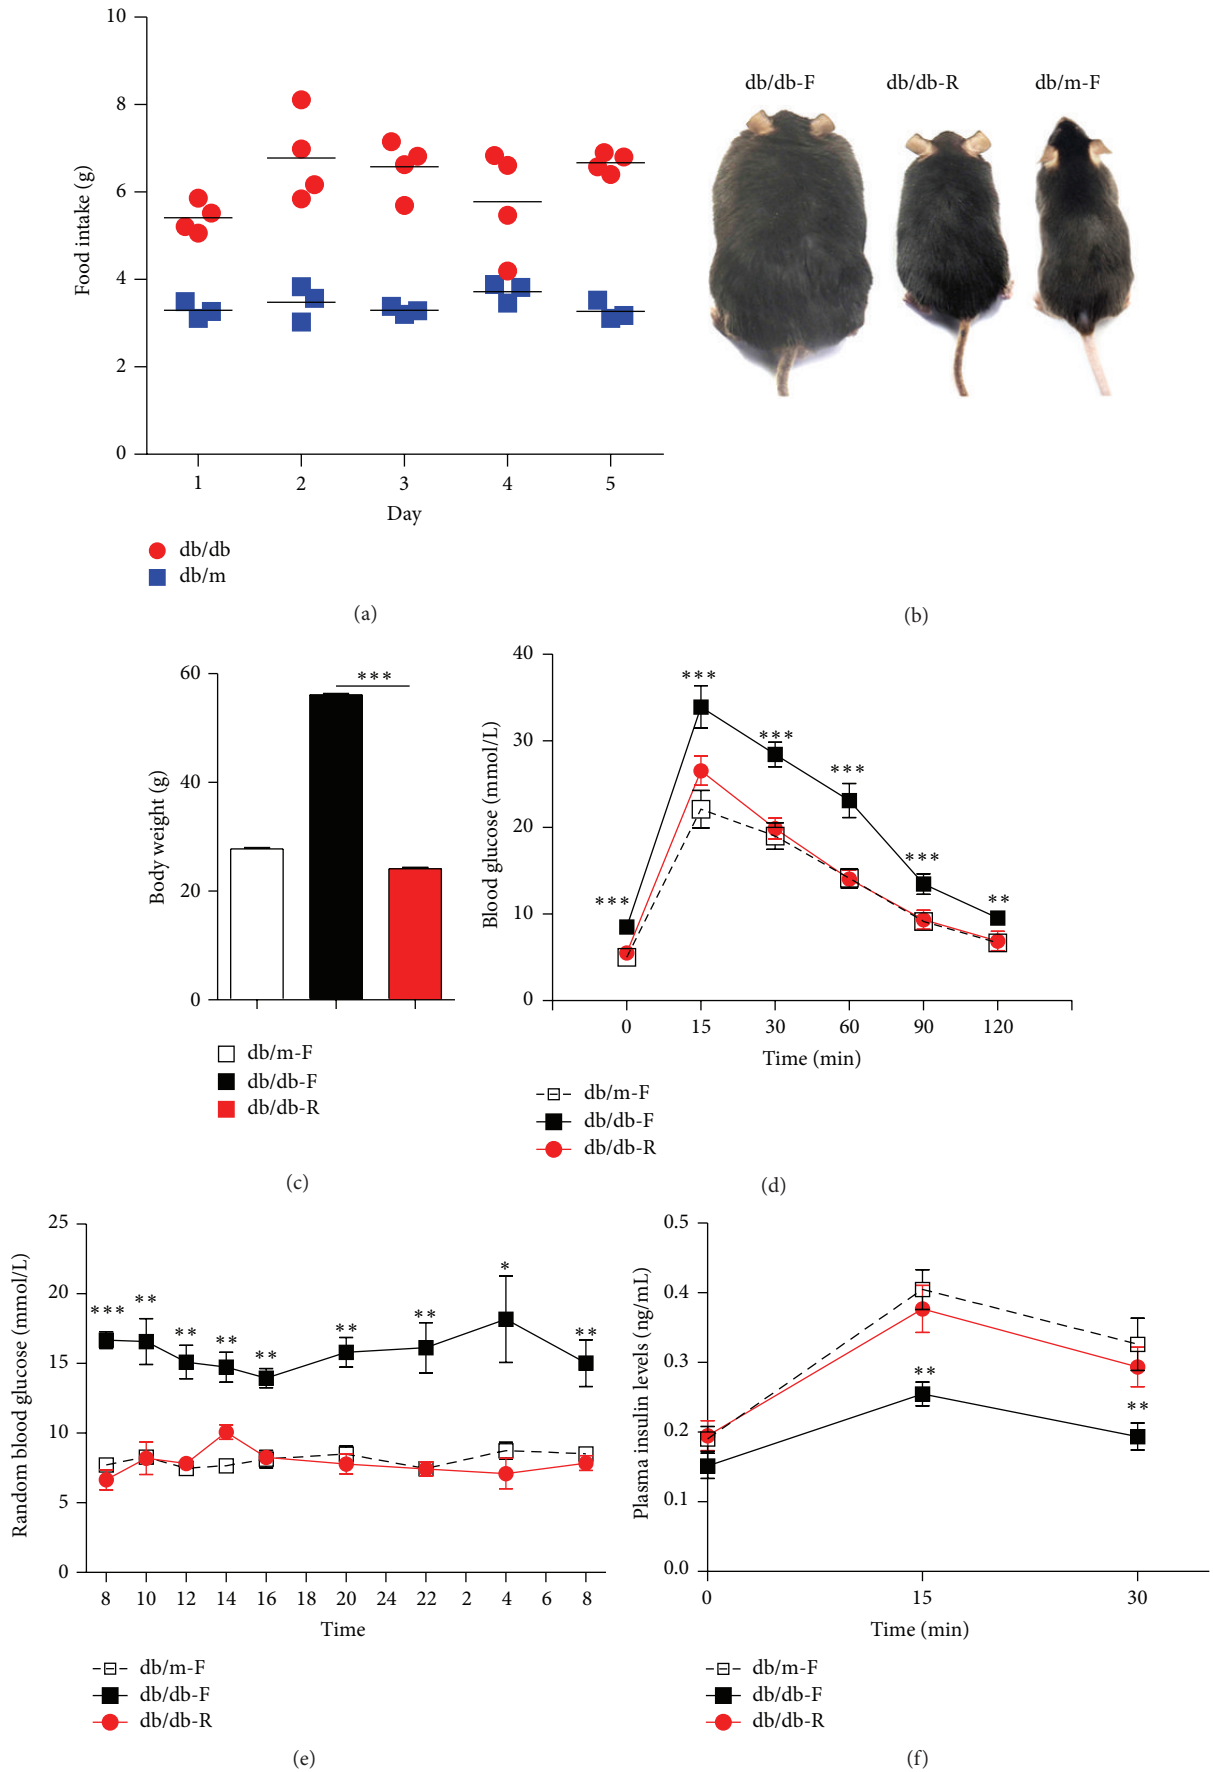 10
8
6
4
2
0
Food intake (g)
1 2 3 4 5
Day
db/db
db/m
(a)
db/db-F db/db-R db/m-F
(b)
60
40
20
0
Body weight (g)
***
db/m-F
db/db-F
db/db-R
(c)
40
30
20
10
0
Blood glucose (mmol/L)
*** *** *** *** *** **
0 15 30 60 90 120
Time (min)
db/m-F
db/db-F
db/db-R
(d)
25
20
15
10
5
0
Random blood glucose (mmol/L)
*** ** ** ** ** ** ** * **
8 10 12 14 16 18 20 24 22 2 4 6 8
Time
db/m-F
db/db-F
db/db-R
(e)
0.5
0.4
0.3
0.2
0.1
0.0
Plasma insulin levels (ng/mL)
** **
0 15 30
Time (min)
db/m-F
db/db-F
db/db-R
(f)